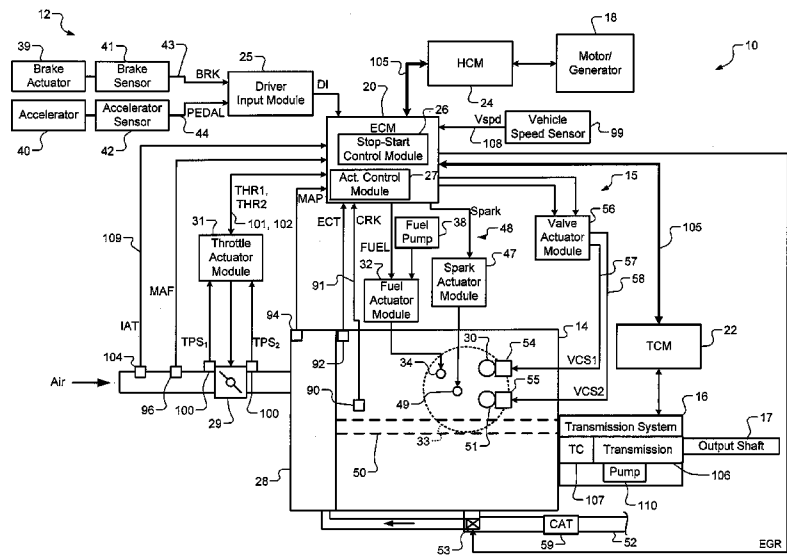 12
39
41
43
Brake
Actuator
Brake
Sensor
BRK
25
Driver
Input Module
DI
Accelerator
Accelerator
Sensor
PEDAL
40
42
44
105
HCM
24
18
Motor/
Generator
10
20
26
ECM
Stop-Start
Control Module
Act. Control
Module
27
Vspd
108
Vehicle
Speed Sensor
99
15
THR1,
THR2
101, 102
31
Throttle
Actuator
Module
MAP
ECT
CRK
91
FUEL
Fuel
Pump
38
Spark
48
47
32
Fuel
Actuator
Module
Spark
Actuator
Module
56
Valve
Actuator
Module
57
58
105
109
MAF
IAT
TPS1
TPS2
94
92
14
30
54
34
VCS1
TCM
22
104
Air
96
100
29
100
90
49
55
VCS2
51
33
50
28
16
17
Transmission System
TC
Transmission
Output Shaft
Pump
107
110
106
53
CAT
59
52
EGR